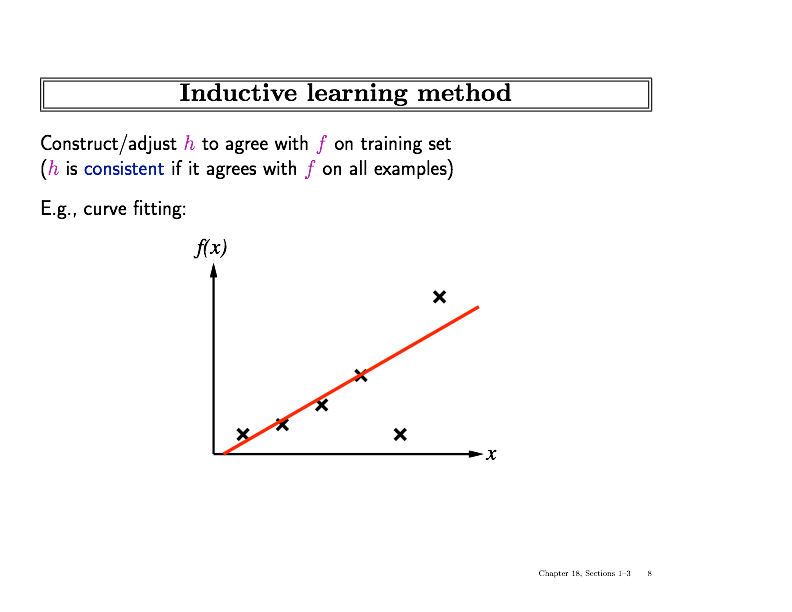 Inductive learning method
Construct/adjust h to agree with f on training set
(h is consistent if it agrees with f on all examples)
E.g., curve fitting:
f(x)
x
Chapter 18, Sections 1–3 8